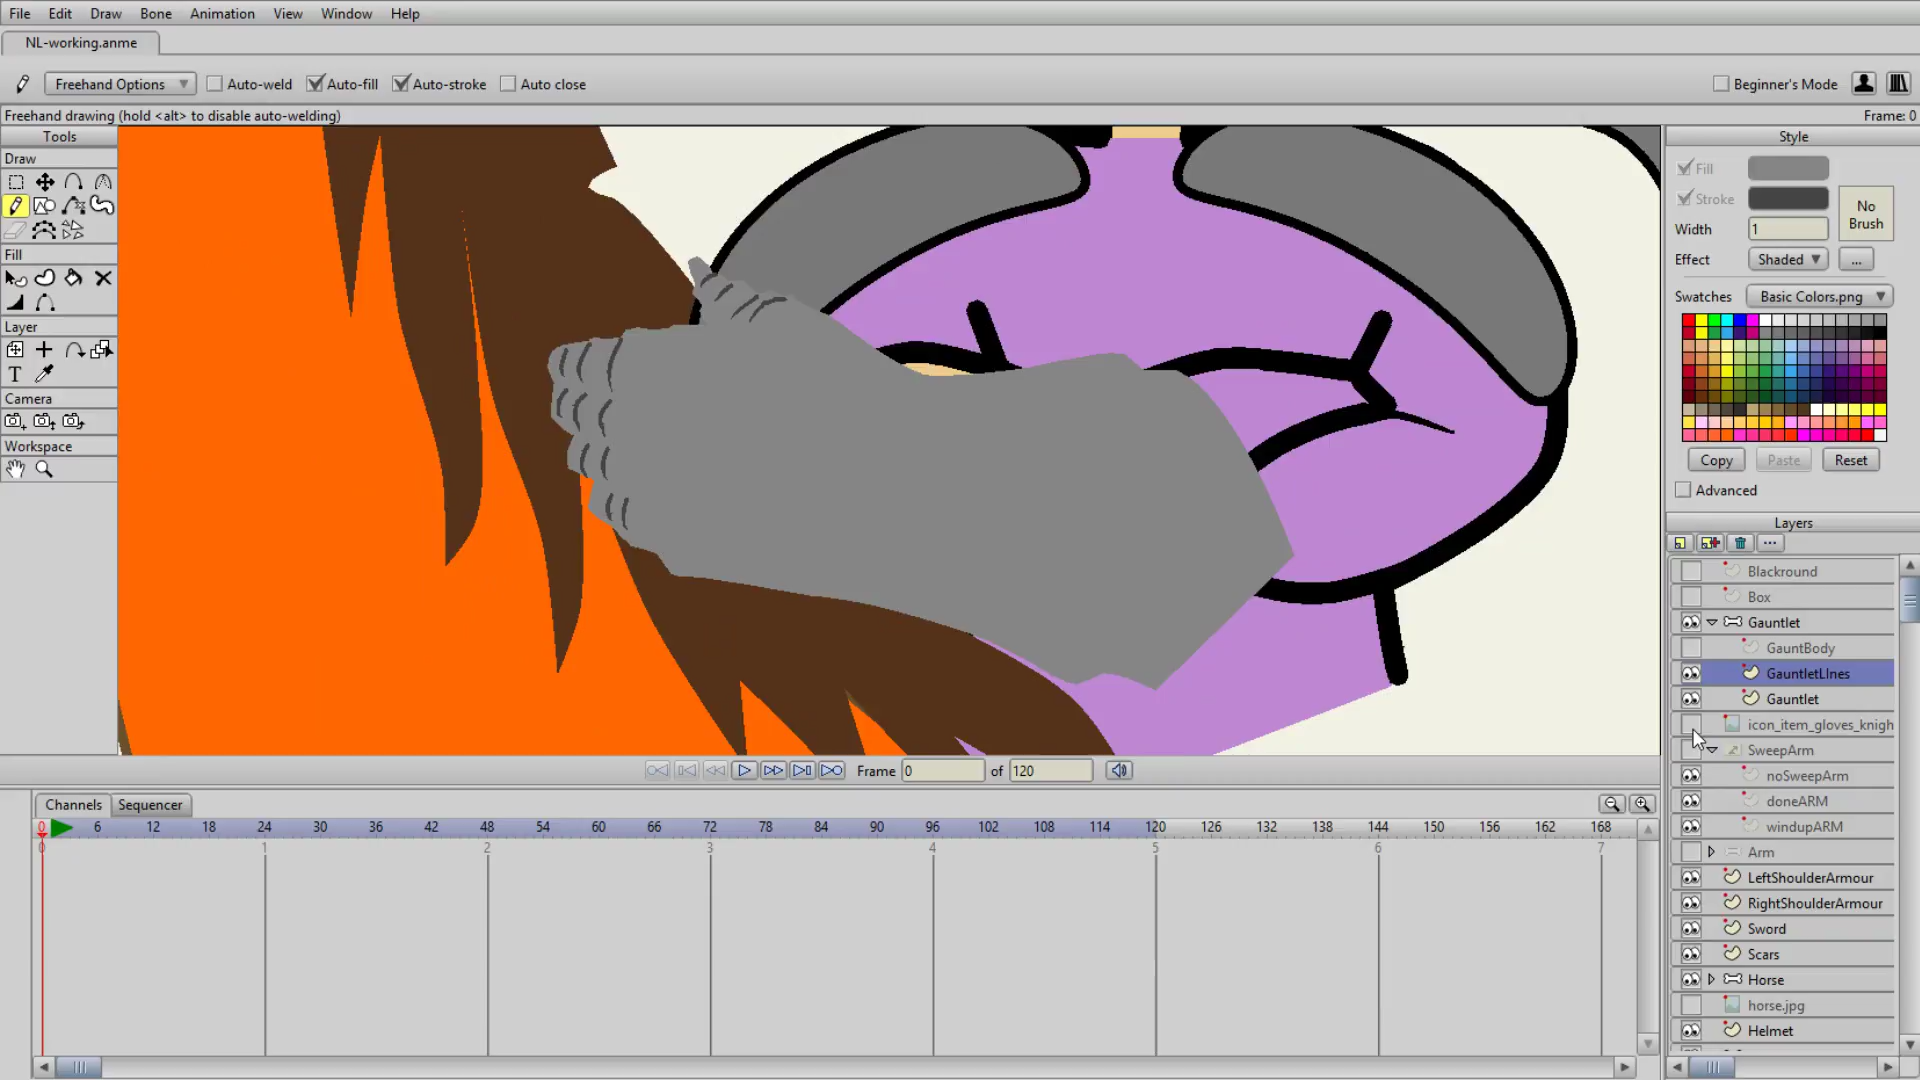 File Edit Draw Bone Animation View Window Help
NL-working.anme
Freehand Options Auto-weld Auto-fill Auto-stroke Auto close Beginner's Mode
Freehand drawing (hold <alt> to disable auto-welding) Frame: 0
Tools
Draw
Fill
Layer
T
Camera
Workspace
Style
Fill
Stroke
No Brush
Width 1
Effect Shaded ...
Swatches Basic Colors.png
Copy Paste Reset
Advanced
Layers
Blackround
Box
Gauntlet
GauntBody
GauntletLInes
Gauntlet
icon_item_gloves_knigh
SweepArm
noSweepArm
doneARM
windupARM
Arm
LeftShoulderArmour
RightShoulderArmour
Sword
Scars
Horse
horse.jpg
Helmet
Frame 0 of 120
Channels Sequencer
0 6 12 18 24 30 36 42 48 54 60 66 72 78 84 90 96 102 108 114 120 126 132 138 144 150 156 162 168
0 1 2 3 4 5 6 7